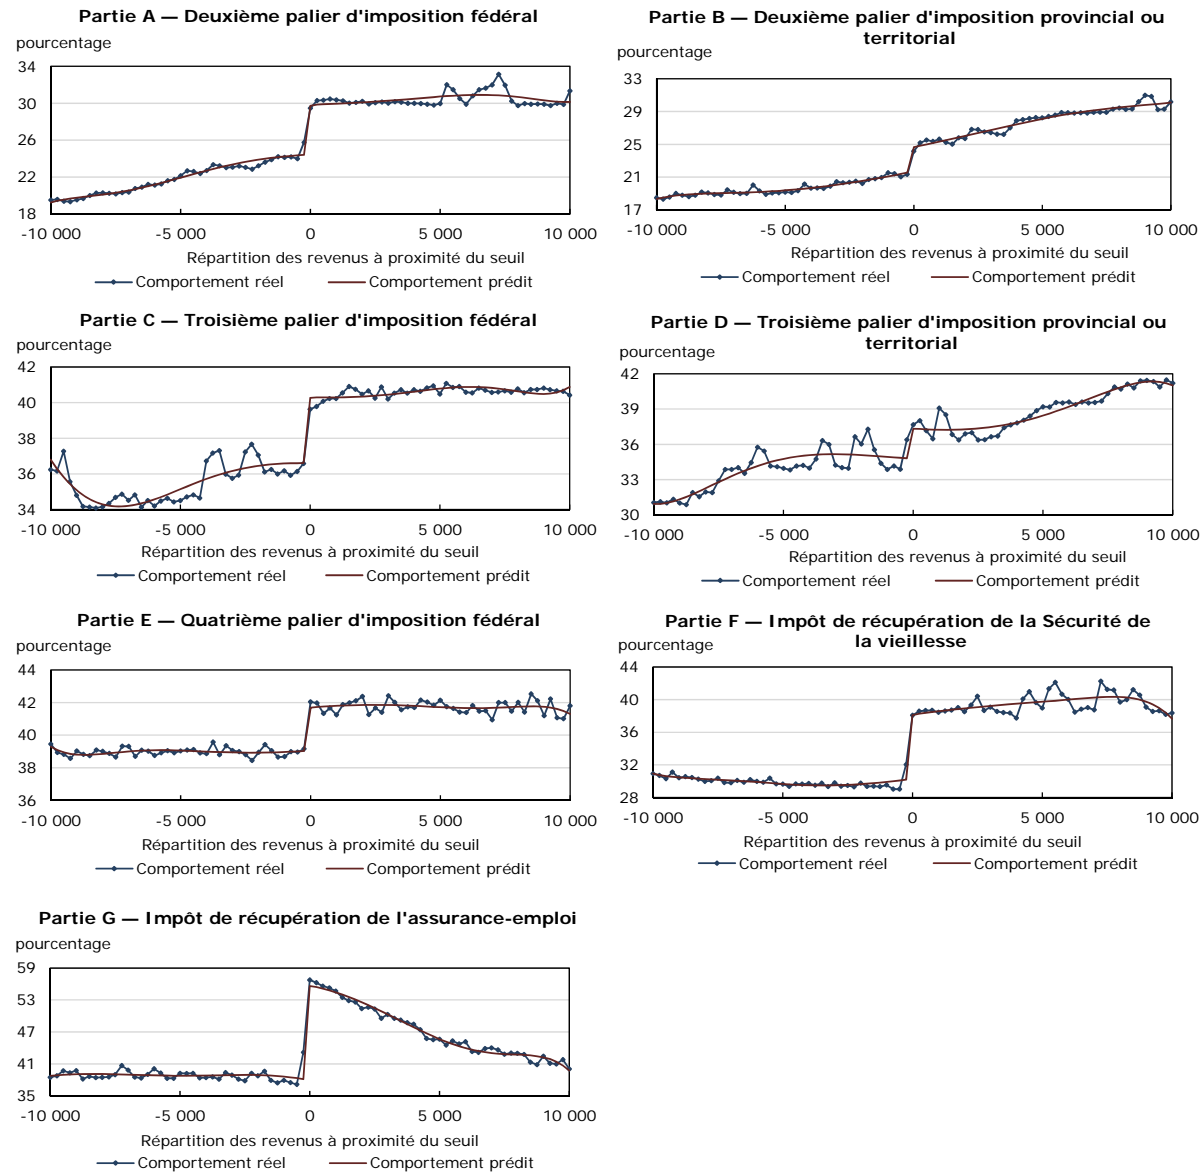 Partie A — Deuxième palier d'imposition fédéral
pourcentage
34
30
26
22
18
-10 000 -5 000 0 5 000 10 000
Répartition des revenus à proximité du seuil
Comportement réel Comportement prédit
Partie B — Deuxième palier d'imposition provincial ou
territorial
pourcentage
33
29
25
21
17
-10 000 -5 000 0 5 000 10 000
Répartition des revenus à proximité du seuil
Comportement réel Comportement prédit
Partie C — Troisième palier d'imposition fédéral
pourcentage
42
40
38
36
34
-10 000 -5 000 0 5 000 10 000
Répartition des revenus à proximité du seuil
Comportement réel Comportement prédit
Partie D — Troisième palier d'imposition provincial ou
territorial
pourcentage
42
39
36
33
30
-10 000 -5 000 0 5 000 10 000
Répartition des revenus à proximité du seuil
Comportement réel Comportement prédit
Partie E — Quatrième palier d'imposition fédéral
pourcentage
44
42
40
38
36
-10 000 -5 000 0 5 000 10 000
Répartition des revenus à proximité du seuil
Comportement réel Comportement prédit
Partie F — Impôt de récupération de la Sécurité de
la vieillesse
pourcentage
44
40
36
32
28
-10 000 -5 000 0 5 000 10 000
Répartition des revenus à proximité du seuil
Comportement réel Comportement prédit
Partie G — Impôt de récupération de l'assurance-emploi
pourcentage
59
53
47
41
35
-10 000 -5 000 0 5 000 10 000
Répartition des revenus à proximité du seuil
Comportement réel Comportement prédit